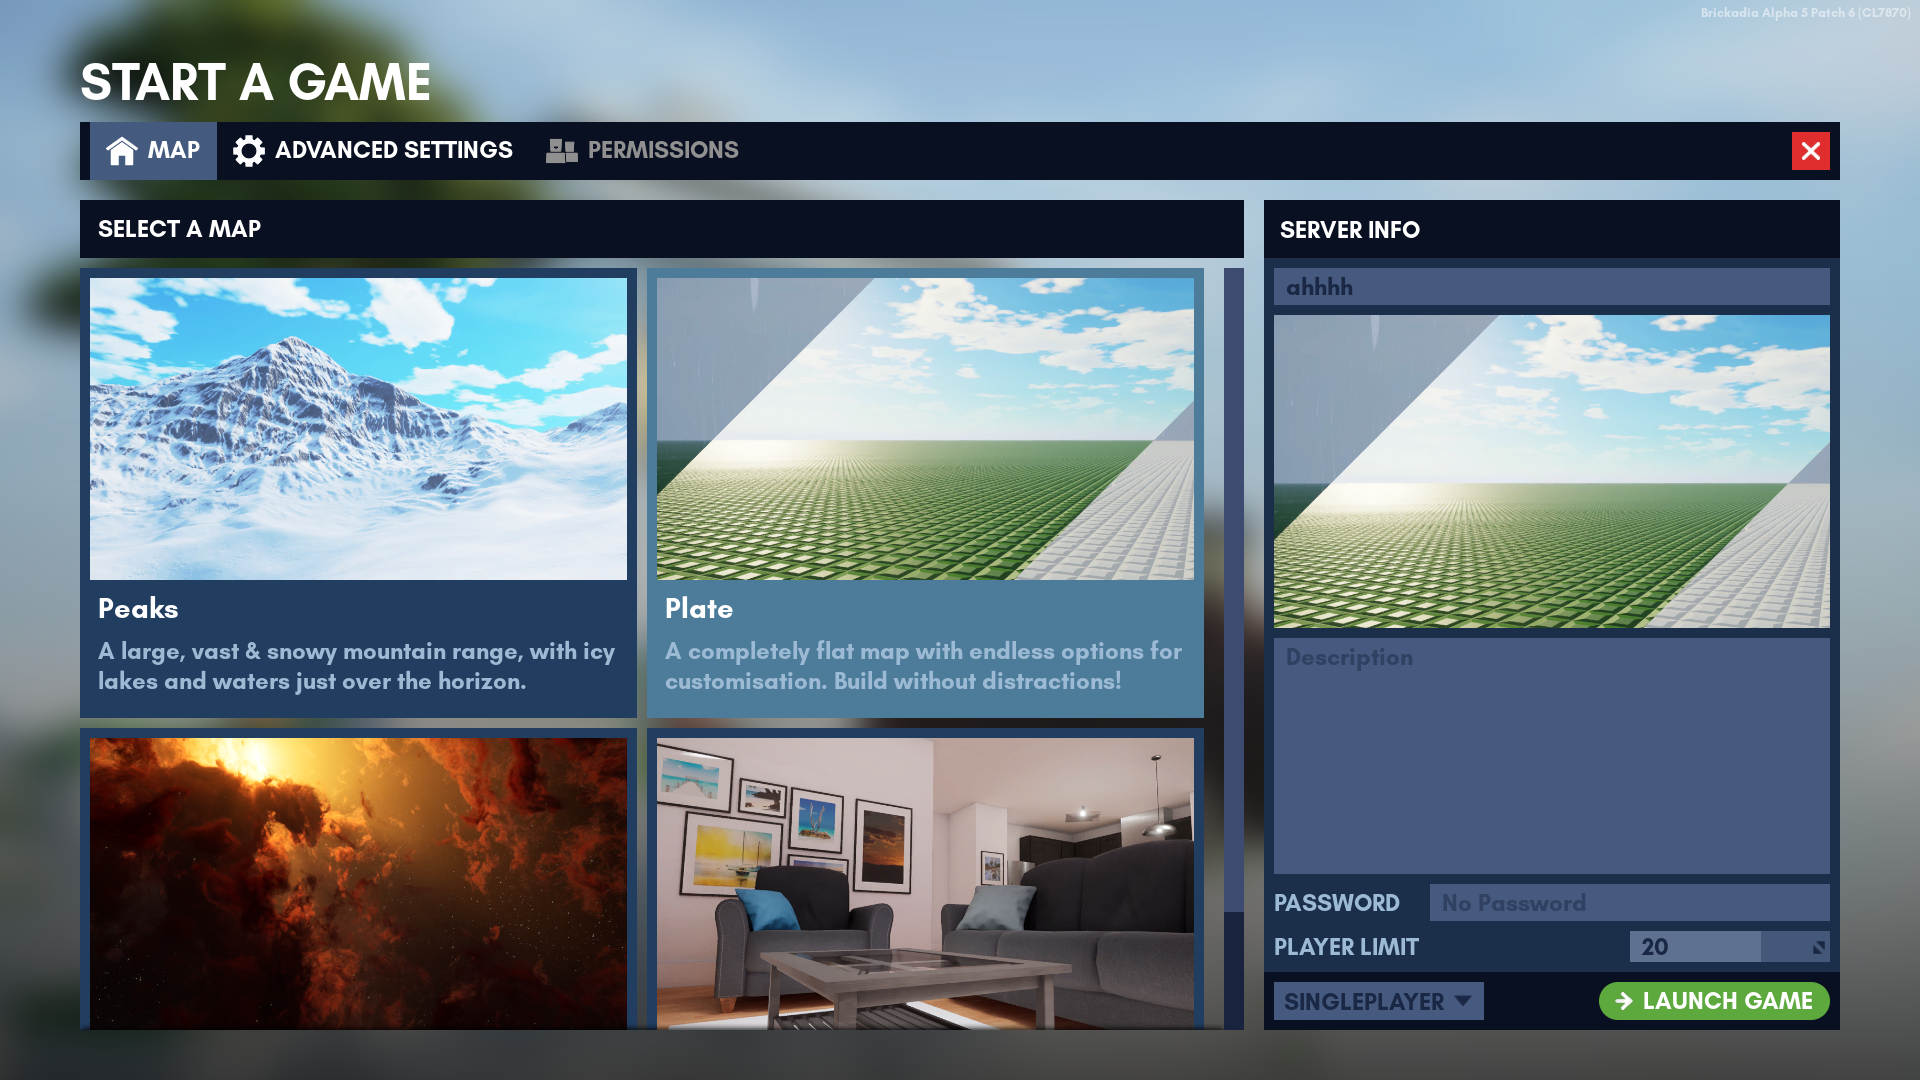 Brickadia Alpha 5 Patch 6 (CL7870)
START A GAME
MAP
ADVANCED SETTINGS
PERMISSIONS
SELECT A MAP
Peaks
A large, vast & snowy mountain range, with icy
lakes and waters just over the horizon.
Plate
A completely flat map with endless options for
customisation. Build without distractions!
SERVER INFO
ahhhh
Description
PASSWORD
No Password
PLAYER LIMIT
20
SINGLEPLAYER
LAUNCH GAME